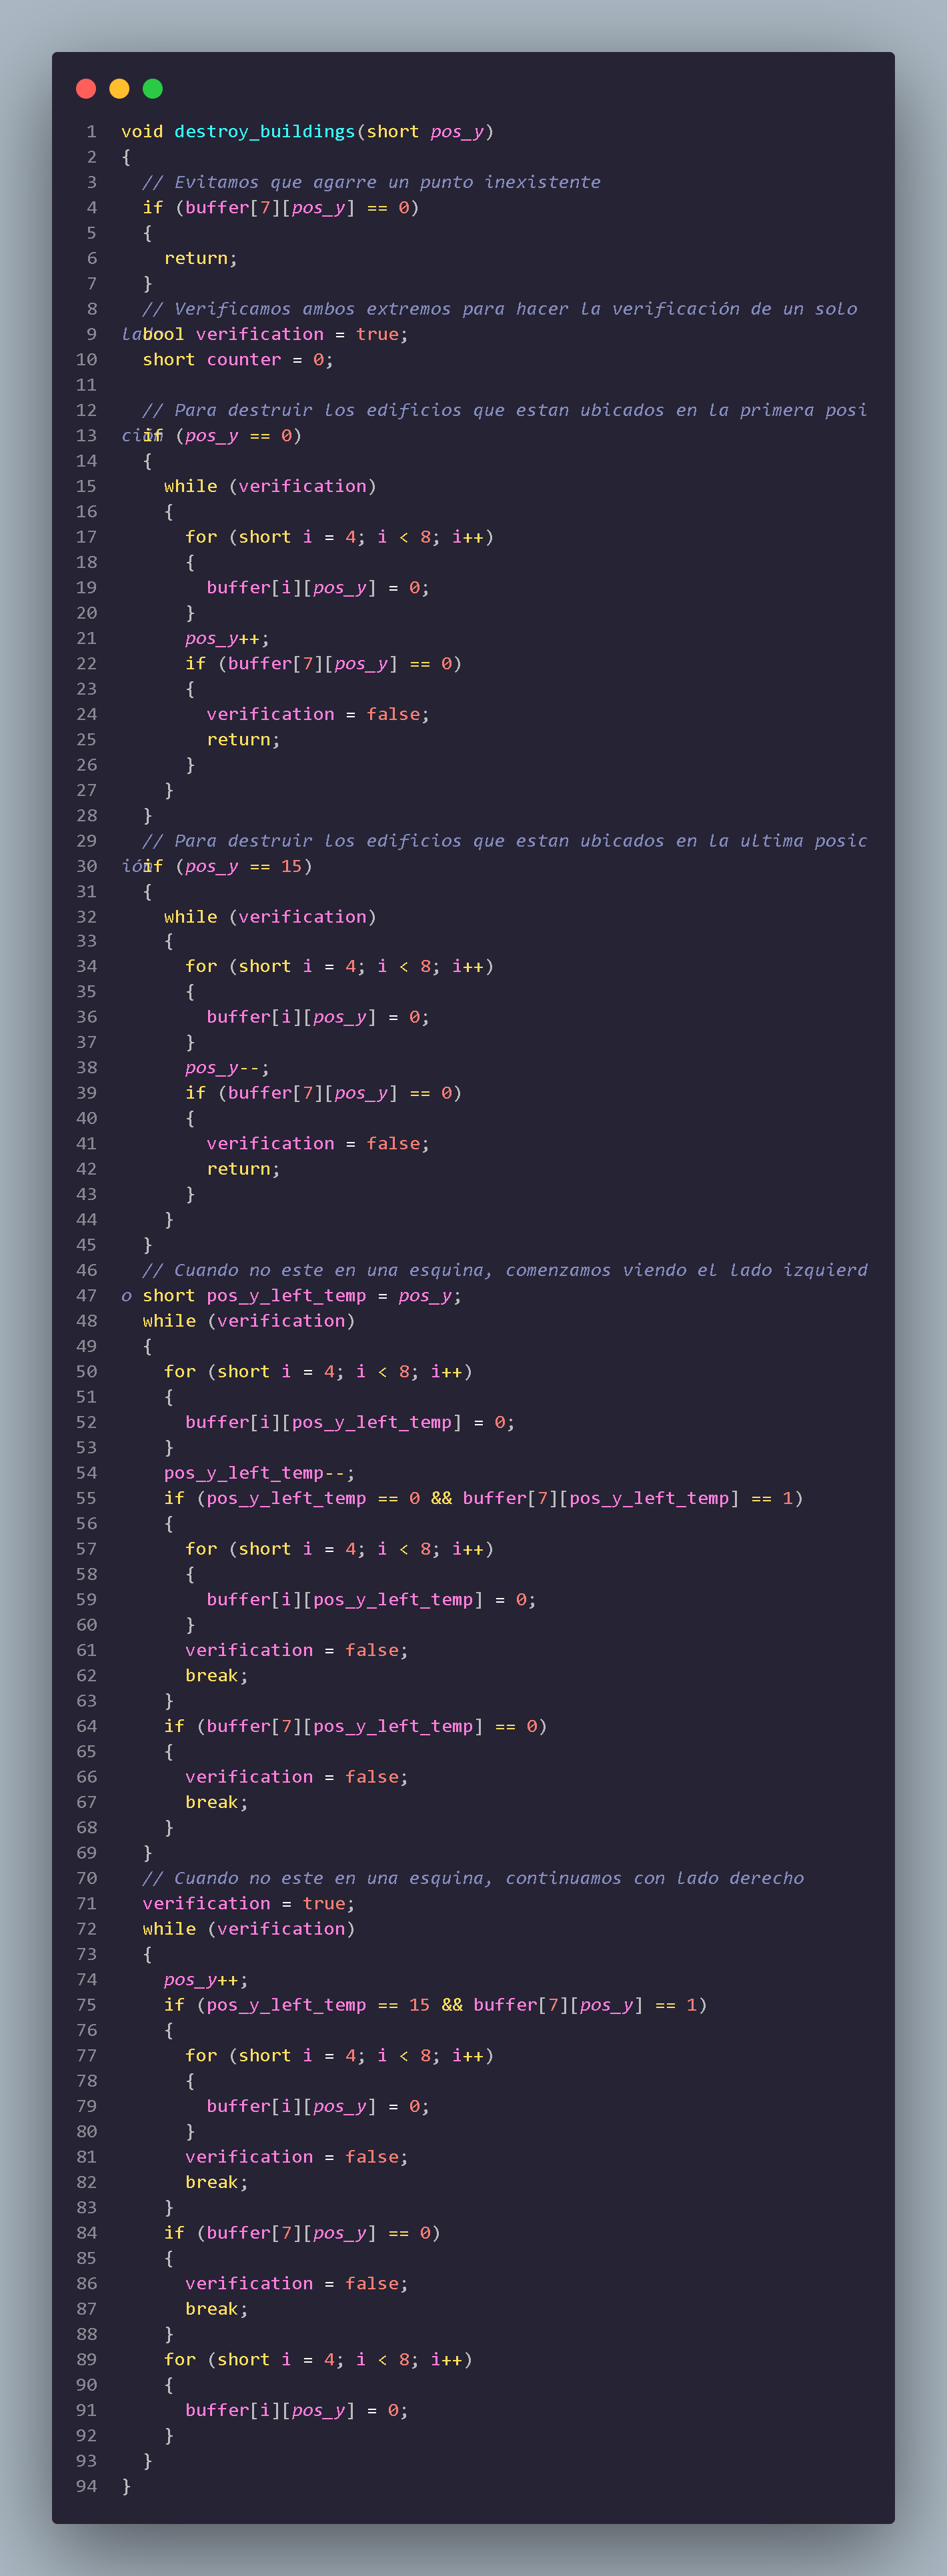 1 void destroy_buildings(short pos_y)
2 {
3 // Evitamos que agarre un punto inexistente
4 if (buffer[7][pos_y] == 0)
5 {
6 return;
7 }
8 // Verificamos ambos extremos para hacer la verificación de un solo
lado
9 bool verification = true;
10 short counter = 0;
11
12 // Para destruir los edificios que estan ubicados en la primera posi
ción
13 if (pos_y == 0)
14 {
15 while (verification)
16 {
17 for (short i = 4; i < 8; i++)
18 {
19 buffer[i][pos_y] = 0;
20 }
21 pos_y++;
22 if (buffer[7][pos_y] == 0)
23 {
24 verification = false;
25 return;
26 }
27 }
28 }
29 // Para destruir los edificios que estan ubicados en la ultima posic
ión
30 if (pos_y == 15)
31 {
32 while (verification)
33 {
34 for (short i = 4; i < 8; i++)
35 {
36 buffer[i][pos_y] = 0;
37 }
38 pos_y--;
39 if (buffer[7][pos_y] == 0)
40 {
41 verification = false;
42 return;
43 }
44 }
45 }
46 // Cuando no este en una esquina, comenzamos viendo el lado izquierd
o
47 short pos_y_left_temp = pos_y;
48 while (verification)
49 {
50 for (short i = 4; i < 8; i++)
51 {
52 buffer[i][pos_y_left_temp] = 0;
53 }
54 pos_y_left_temp--;
55 if (pos_y_left_temp == 0 && buffer[7][pos_y_left_temp] == 1)
56 {
57 for (short i = 4; i < 8; i++)
58 {
59 buffer[i][pos_y_left_temp] = 0;
60 }
61 verification = false;
62 break;
63 }
64 if (buffer[7][pos_y_left_temp] == 0)
65 {
66 verification = false;
67 break;
68 }
69 }
70 // Cuando no este en una esquina, continuamos con lado derecho
71 verification = true;
72 while (verification)
73 {
74 pos_y++;
75 if (pos_y_left_temp == 15 && buffer[7][pos_y] == 1)
76 {
77 for (short i = 4; i < 8; i++)
78 {
79 buffer[i][pos_y] = 0;
80 }
81 verification = false;
82 break;
83 }
84 if (buffer[7][pos_y] == 0)
85 {
86 verification = false;
87 break;
88 }
89 for (short i = 4; i < 8; i++)
90 {
91 buffer[i][pos_y] = 0;
92 }
93 }
94 }